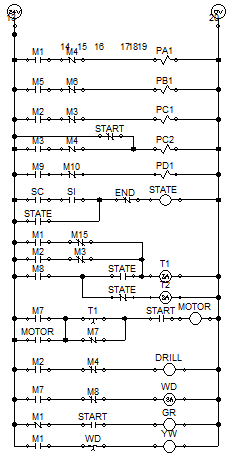 M1 M4 14 15 16 17 18 19 PA1
M5 M6 PB1
M2 M3 PC1
START
M3 M4 PC2
M9 M10 PD1
SC SI END STATE
STATE
M1 M15
M2 M3
M8 STATE T1
STATE T2
M7 T1 START MOTOR
MOTOR M7
M2 M4 DRILL
M7 M8 WD
M1 START GR
M1 WD YW